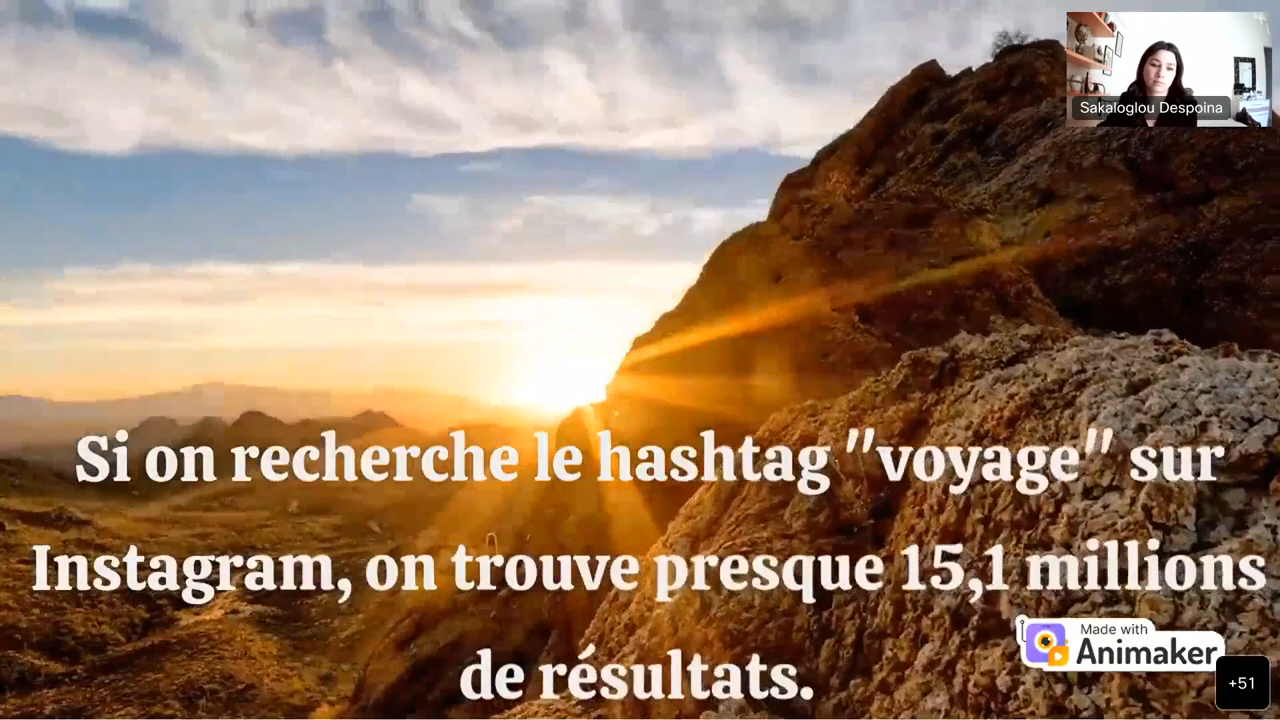 Sakaloglou Despoina
Si on recherche le hashtag "voyage" sur
Instagram, on trouve presque 15,1 millions
de résultats.
Made with
Animaker
+51